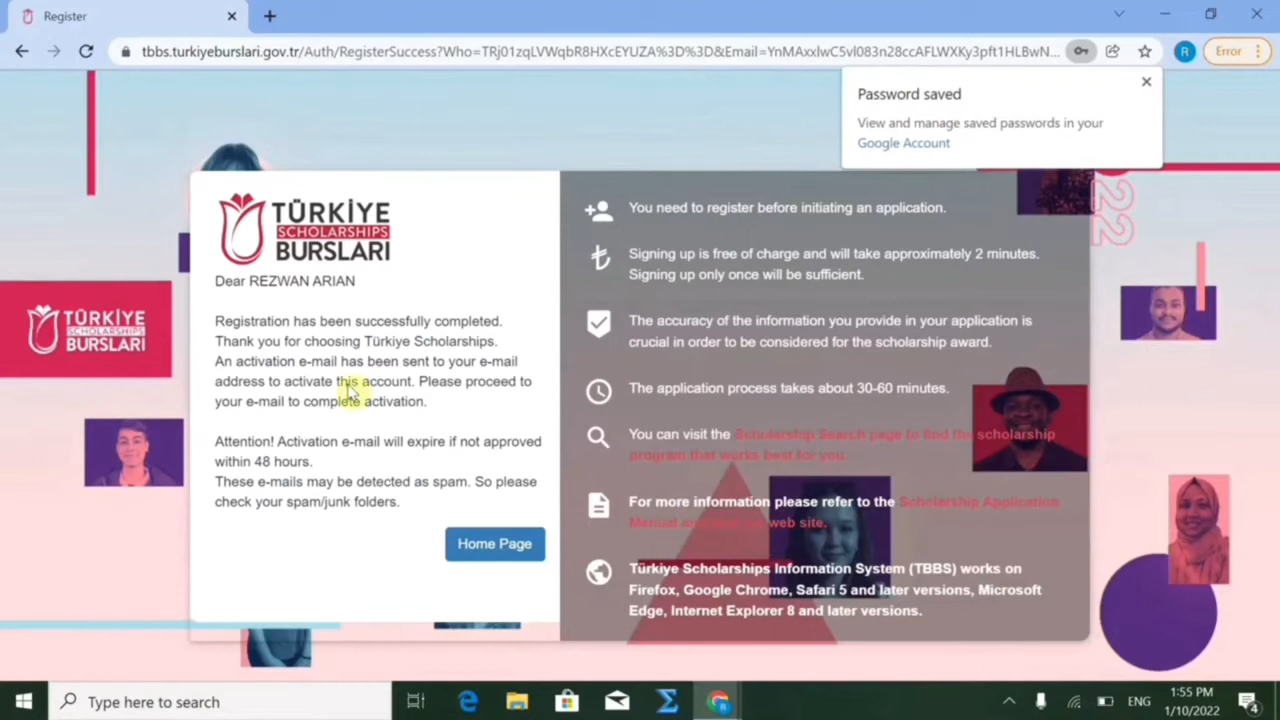 Register
tbbs.turkiyeburslari.gov.tr/Auth/RegisterSuccess?Who=TRj01zqLVWqbR8HXcEYUZA%3D%3D&Email=YnMAxxlwC5vl083n28ccAFLWXKy3pft1HLBwN...
R
Error
Password saved
View and manage saved passwords in your
Google Account
22
TÜRKİYE
SCHOLARSHIPS
BURSLARI
TÜRKİYE
SCHOLARSHIPS
BURSLARI
Dear REZWAN ARIAN
Registration has been successfully completed.
Thank you for choosing Türkiye Scholarships.
An activation e-mail has been sent to your e-mail
address to activate this account. Please proceed to
your e-mail to complete activation.
Attention! Activation e-mail will expire if not approved
within 48 hours.
These e-mails may be detected as spam. So please
check your spam/junk folders.
Home Page
You need to register before initiating an application.
Signing up is free of charge and will take approximately 2 minutes.
Signing up only once will be sufficient.
The accuracy of the information you provide in your application is
crucial in order to be considered for the scholarship award.
The application process takes about 30-60 minutes.
You can visit the Scholarship Search page to find the scholarship
program that works best for you.
For more information please refer to the Scholarship Application
Manual web site.
Türkiye Scholarships Information System (TBBS) works on
Firefox, Google Chrome, Safari 5 and later versions, Microsoft
Edge, Internet Explorer 8 and later versions.
Type here to search
R
ENG
1:55 PM
1/10/2022
4